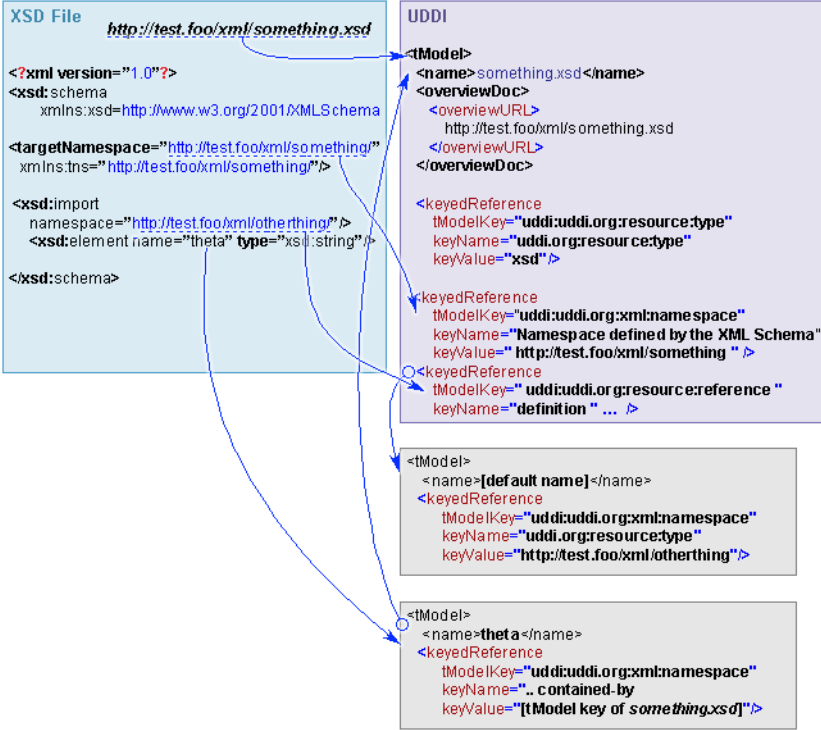 XSD File
http://test.foo/xml/something.xsd
<?xml version="1.0"?>
<xsd:schema
xmlns:xsd=http://www.w3.org/2001/XMLSchema
<targetNamespace="http://test.foo/xml/something/"
xmlns:tns="http://test.foo/xml/something/"/>
<xsd:import
namespace="http://test.foo/xml/otherthing/"/>
<xsd:element name="theta" type="xsd:string"/>
</xsd:schema>
UDDI
<tModel>
<name>something.xsd</name>
<overviewDoc>
<overviewURL>
http://test.foo/xml/something.xsd
</overviewURL>
</overviewDoc>
<keyedReference
tModelKey="uddi:uddi.org:resource:type"
keyName="uddi.org:resource:type"
keyValue="xsd"/>
<keyedReference
tModelKey="uddi:uddi.org:xml:namespace"
keyName="Namespace defined by the XML Schema"
keyValue=" http://test.foo/xml/something " />
<keyedReference
tModelKey=" uddi:uddi.org:resource:reference "
keyName="definition " ... />
<tModel>
<name>[default name]</name>
<keyedReference
tModelKey="uddi:uddi.org:xml:namespace"
keyName="uddi.org:resource:type"
keyValue="http://test.foo/xml/otherthing"/>
<tModel>
<name>theta</name>
<keyedReference
tModelKey="uddi:uddi.org:xml:namespace"
keyName=".. contained-by
keyValue="[tModel key of something.xsd]"/>